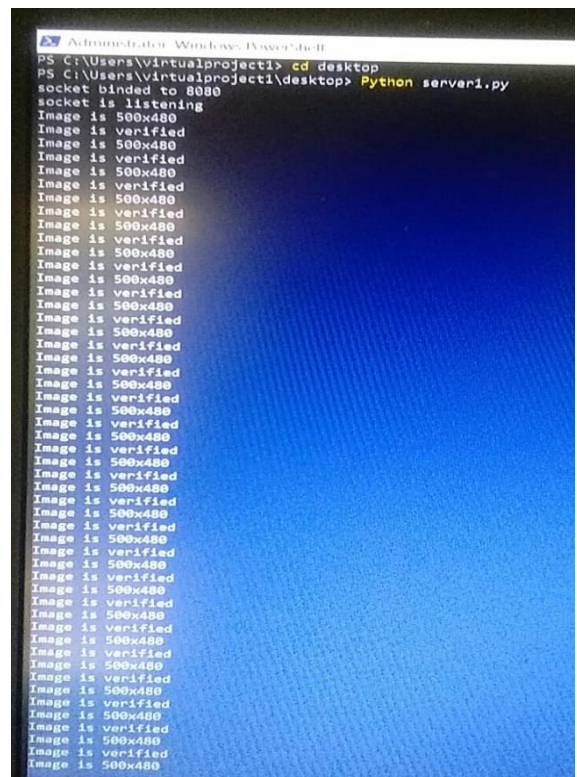 Administrator: Windows PowerShell
PS C:\Users\virtualproject1> cd desktop
PS C:\Users\virtualproject1\desktop> Python server1.py
socket binded to 8080
socket is listening
Image is 500x480
Image is verified
Image is 500x480
Image is verified
Image is 500x480
Image is verified
Image is 500x480
Image is verified
Image is 500x480
Image is verified
Image is 500x480
Image is verified
Image is 500x480
Image is verified
Image is 500x480
Image is verified
Image is 500x480
Image is verified
Image is 500x480
Image is verified
Image is 500x480
Image is verified
Image is 500x480
Image is verified
Image is 500x480
Image is verified
Image is 500x480
Image is verified
Image is 500x480
Image is verified
Image is 500x480
Image is verified
Image is 500x480
Image is verified
Image is 500x480
Image is verified
Image is 500x480
Image is verified
Image is 500x480
Image is verified
Image is 500x480
Image is verified
Image is 500x480
Image is verified
Image is 500x480
Image is verified
Image is 500x480
Image is verified
Image is 500x480
Image is verified
Image is 500x480